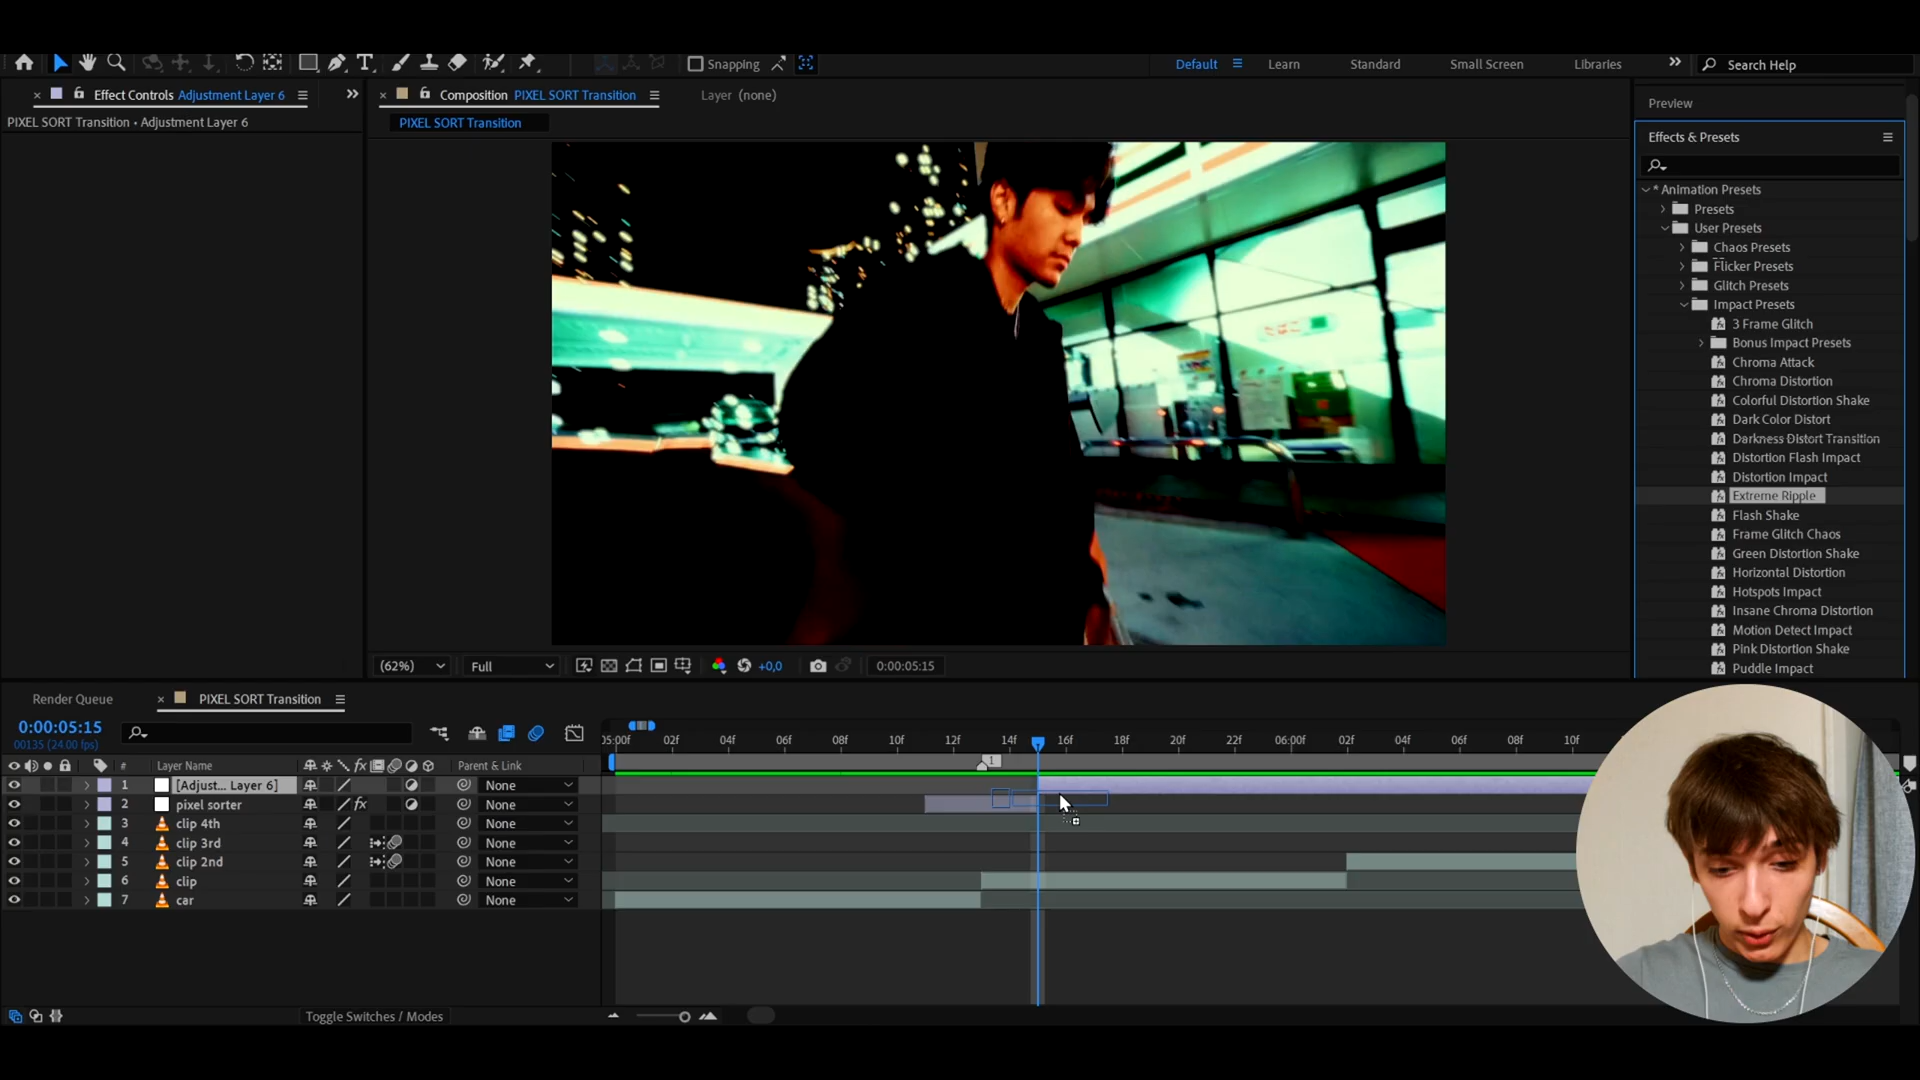 Snapping
Default
Learn
Standard
Small Screen
Libraries
Search Help
Effect Controls Adjustment Layer 6
Composition PIXEL SORT Transition
Layer (none)
Preview
PIXEL SORT Transition • Adjustment Layer 6
PIXEL SORT Transition
Effects & Presets
* Animation Presets
Presets
User Presets
Chaos Presets
Flicker Presets
Glitch Presets
Impact Presets
3 Frame Glitch
Bonus Impact Presets
Chroma Attack
Chroma Distortion
Colorful Distortion Shake
Dark Color Distort
Darkness Distort Transition
Distortion Flash Impact
Distortion Impact
Extreme Ripple
Flash Shake
Frame Glitch Chaos
Green Distortion Shake
Horizontal Distortion
Hotspots Impact
Insane Chroma Distortion
Motion Detect Impact
Pink Distortion Shake
Puddle Impact
(62%)
Full
+0,0
0:00:05:15
Render Queue
PIXEL SORT Transition
0:00:05:15
00135 (24.00 fps)
05:00f 02f 04f 06f 08f 10f 12f 14f 16f 18f 20f 22f 06:00f 02f 04f 06f 08f 10f
# Layer Name
Parent & Link
1
1 [Adjust... Layer 6] None
2 pixel sorter fx None
3 clip 4th None
4 clip 3rd None
5 clip 2nd None
6 clip None
7 car None
Toggle Switches / Modes